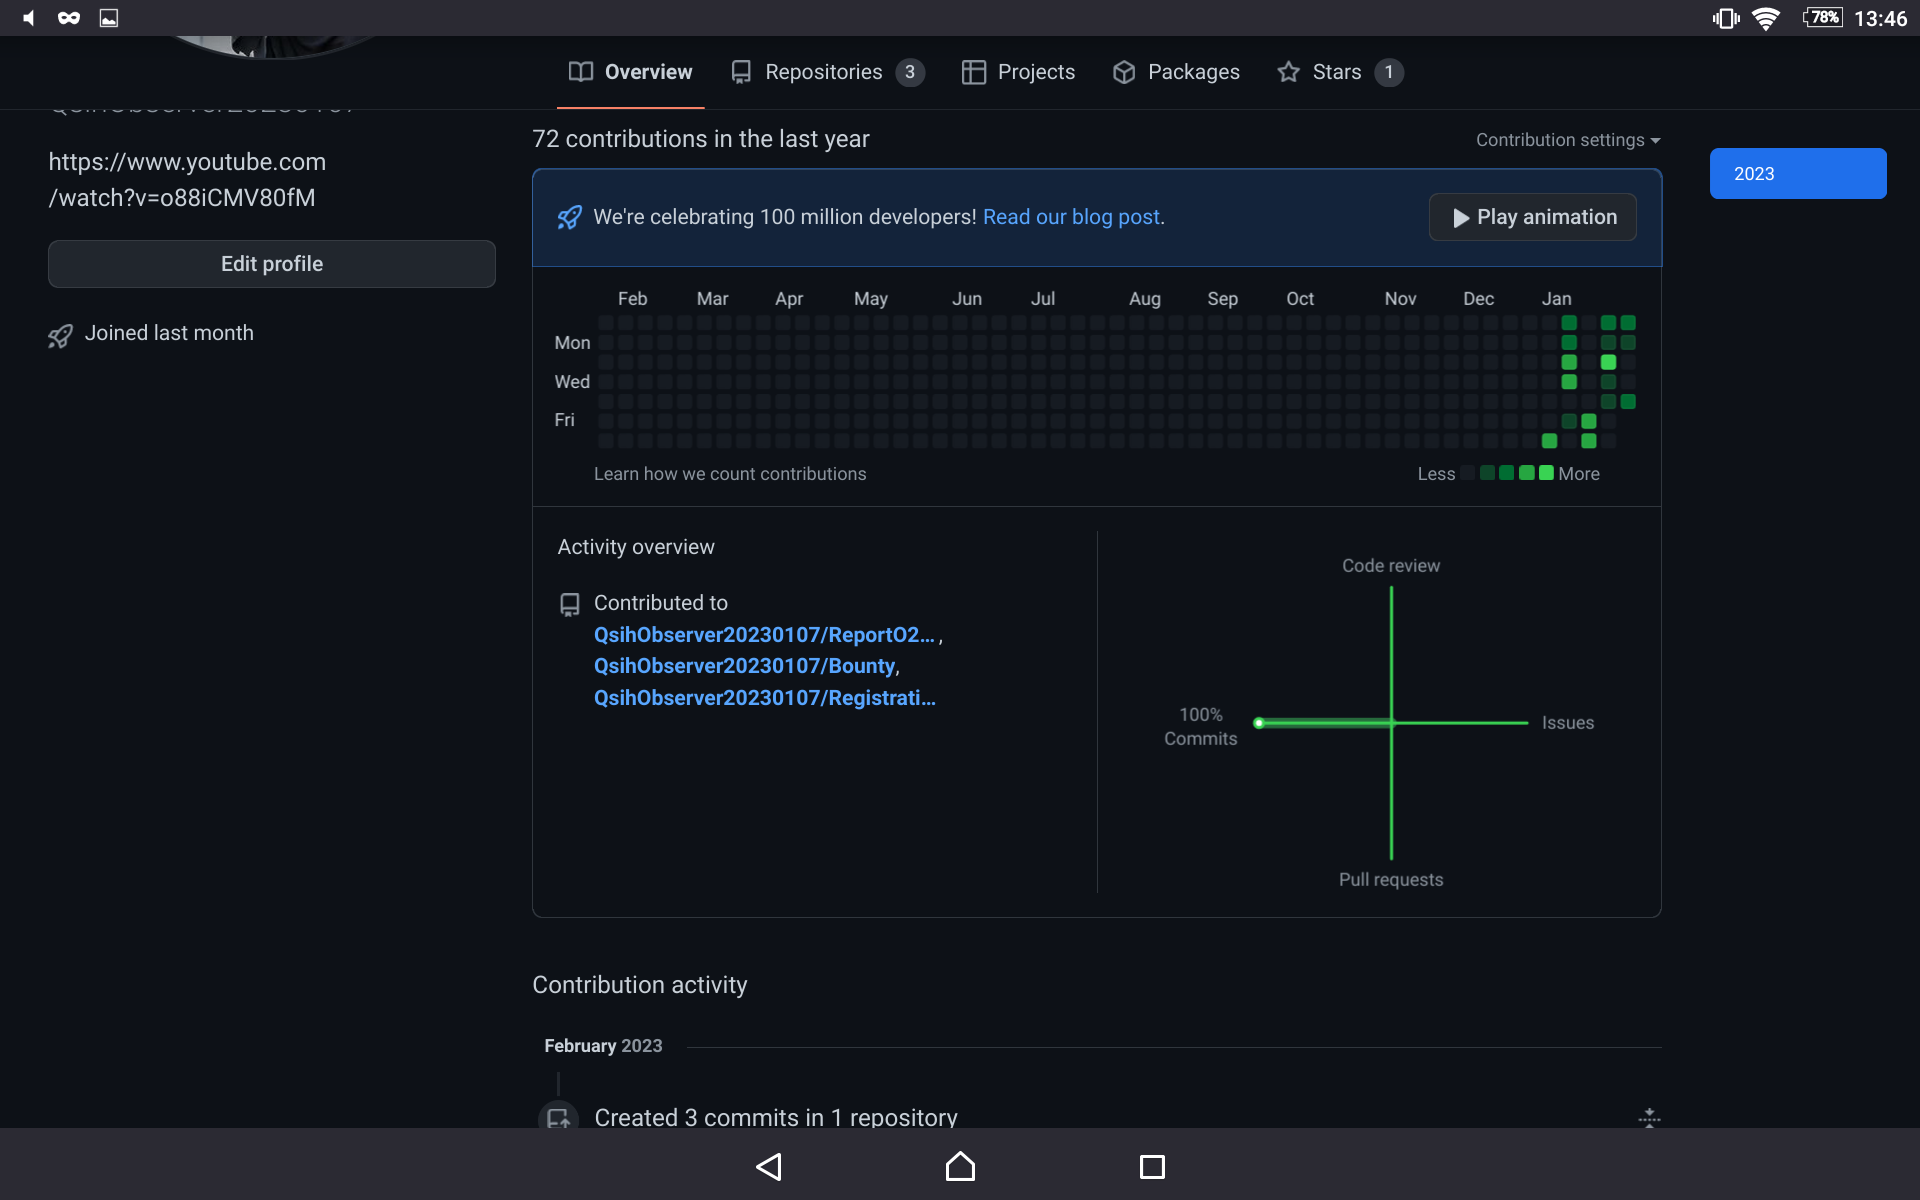 78% 13:46
Overview Repositories 3 Projects Packages Stars 1
https://www.youtube.com
/watch?v=o88iCMV80fM
Edit profile
Joined last month
72 contributions in the last year
Contribution settings
2023
We're celebrating 100 million developers! Read our blog post.
Play animation
Feb Mar Apr May Jun Jul Aug Sep Oct Nov Dec Jan
Mon
Wed
Fri
Learn how we count contributions
Less More
Activity overview
Contributed to
QsihObserver20230107/ReportO2… ,
QsihObserver20230107/Bounty,
QsihObserver20230107/Registrati…
Code review
100%
Commits
Issues
Pull requests
Contribution activity
February 2023
Created 3 commits in 1 repository